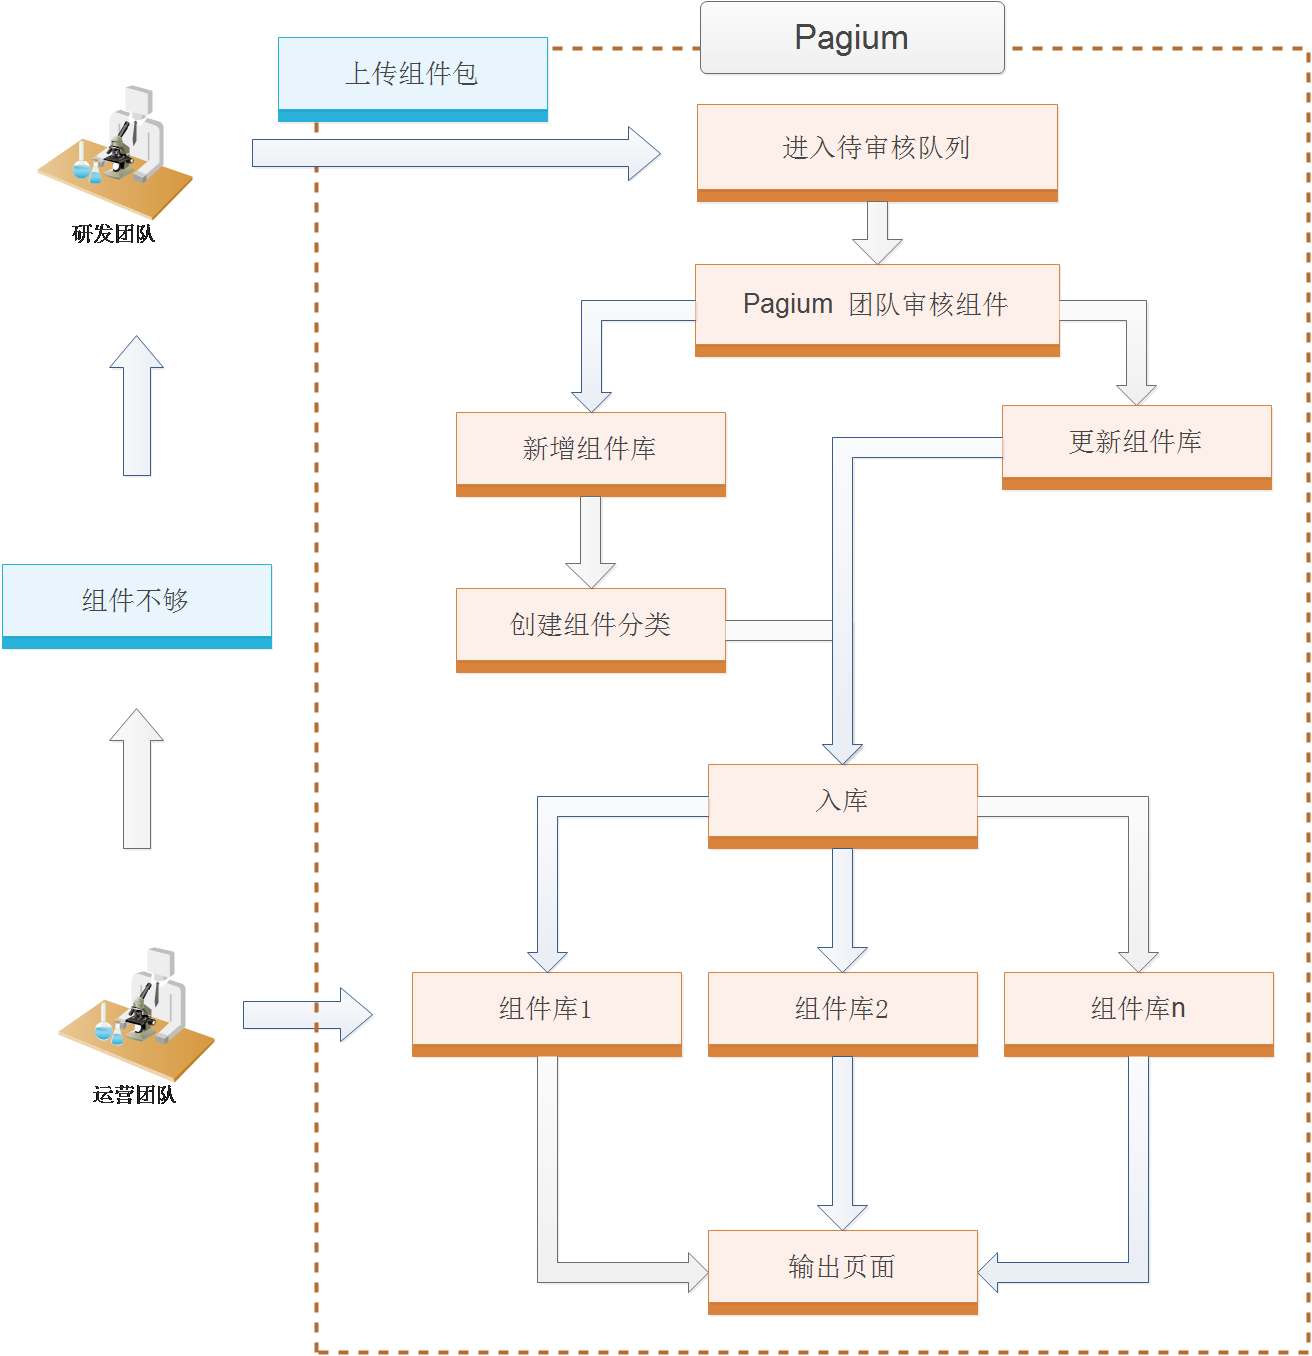 Pagium
上传组件包
进入待审核队列
研发团队
Pagium 团队审核组件
新增组件库
更新组件库
组件不够
创建组件分类
入库
组件库1
组件库2
组件库n
运营团队
输出页面